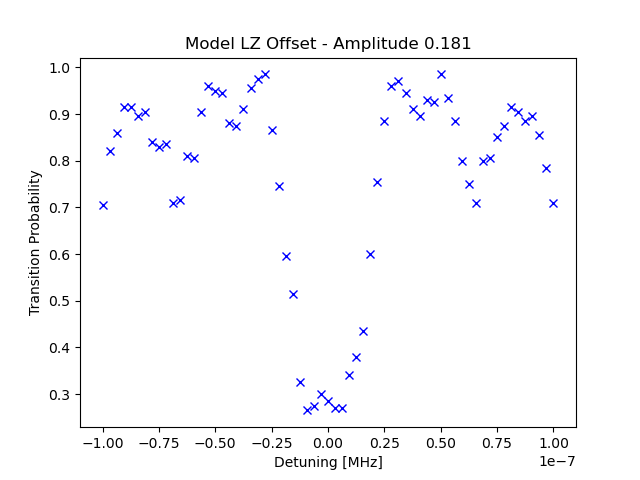 Model LZ Offset - Amplitude 0.181
1.0
0.9
0.8
0.7
0.6
0.5
0.4
0.3
Transition Probability
−1.00 −0.75 −0.50 −0.25 0.00 0.25 0.50 0.75 1.00
1e−7
Detuning [MHz]